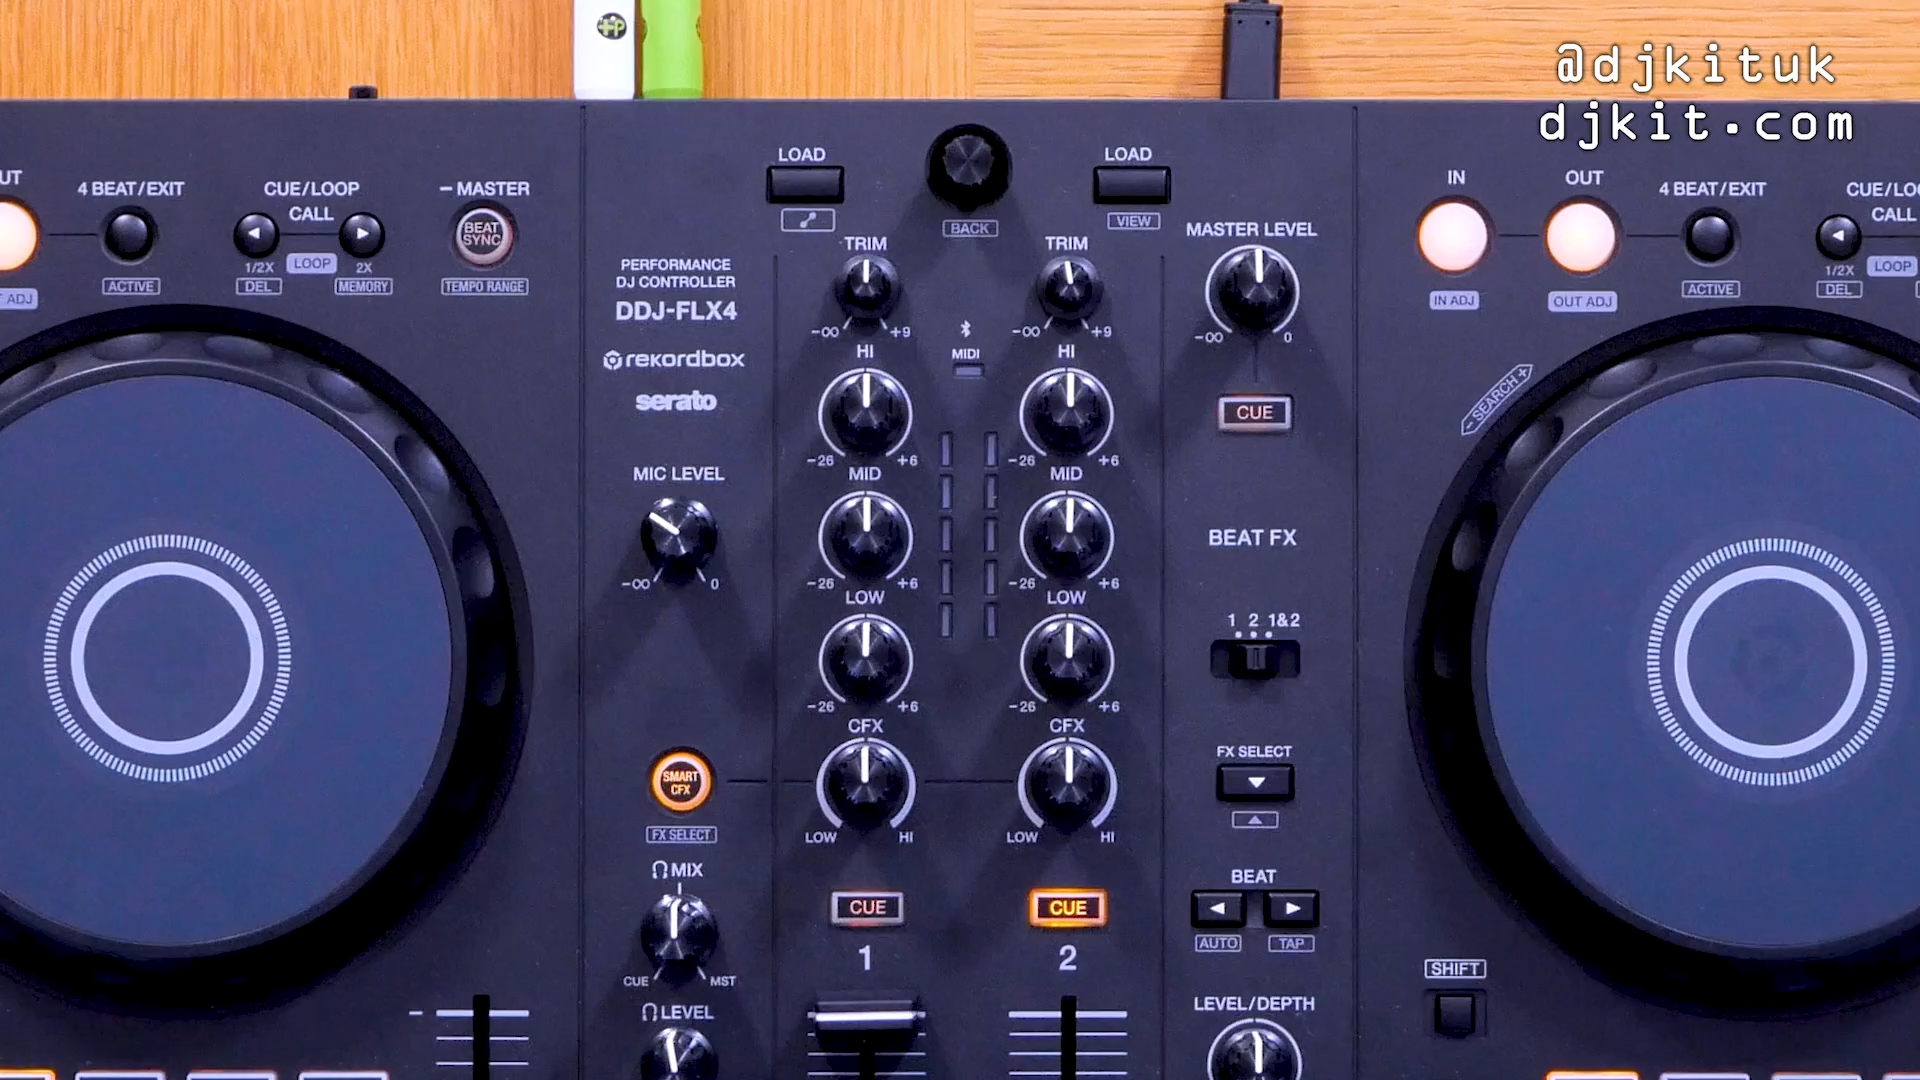 @djkituk
djkit.com
LOAD
LOAD
BACK
VIEW
UT
4 BEAT/EXIT
CUE/LOOP
CALL
– MASTER
BEAT
SYNC
1/2X
LOOP
2X
T ADJ
ACTIVE
DEL
MEMORY
TEMPO RANGE
PERFORMANCE
DJ CONTROLLER
DDJ-FLX4
rekordbox
serato
MIC LEVEL
-∞ 0
SMART
CFX
FX SELECT
MIX
CUE MST
LEVEL
TRIM
-∞ +9
HI
-26 +6
MID
-26 +6
LOW
-26 +6
CFX
LOW HI
CUE
1
MIDI
TRIM
-∞ +9
HI
-26 +6
MID
-26 +6
LOW
-26 +6
CFX
LOW HI
CUE
2
MASTER LEVEL
-∞ 0
CUE
BEAT FX
1 2 1&2
FX SELECT
BEAT
AUTO TAP
LEVEL/DEPTH
IN
OUT
4 BEAT/EXIT
CUE/LOO
CALL
1/2X
LOOP
IN ADJ
OUT ADJ
ACTIVE
DEL
- SEARCH +
SHIFT